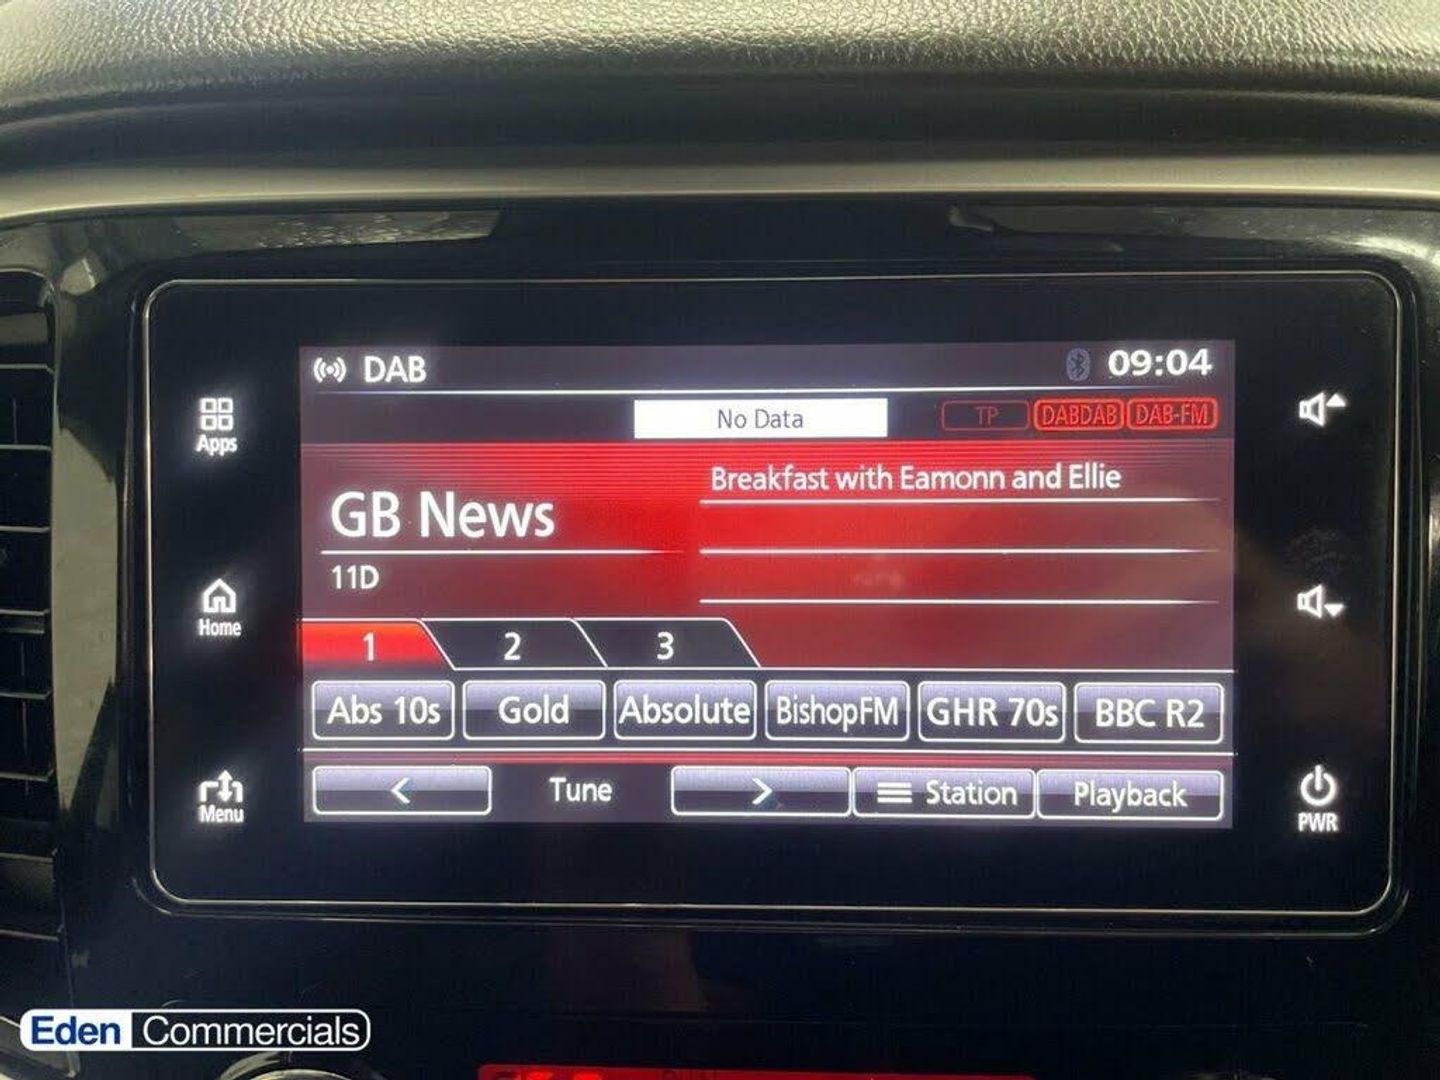 DAB
09:04
No Data
TP
DABDAB
DAB-FM
Apps
Breakfast with Eamonn and Ellie
GB News
11D
Home
1
2
3
Abs 10s
Gold
Absolute
BishopFM
GHR 70s
BBC R2
<
Tune
>
Station
Playback
Menu
PWR
Eden Commercials